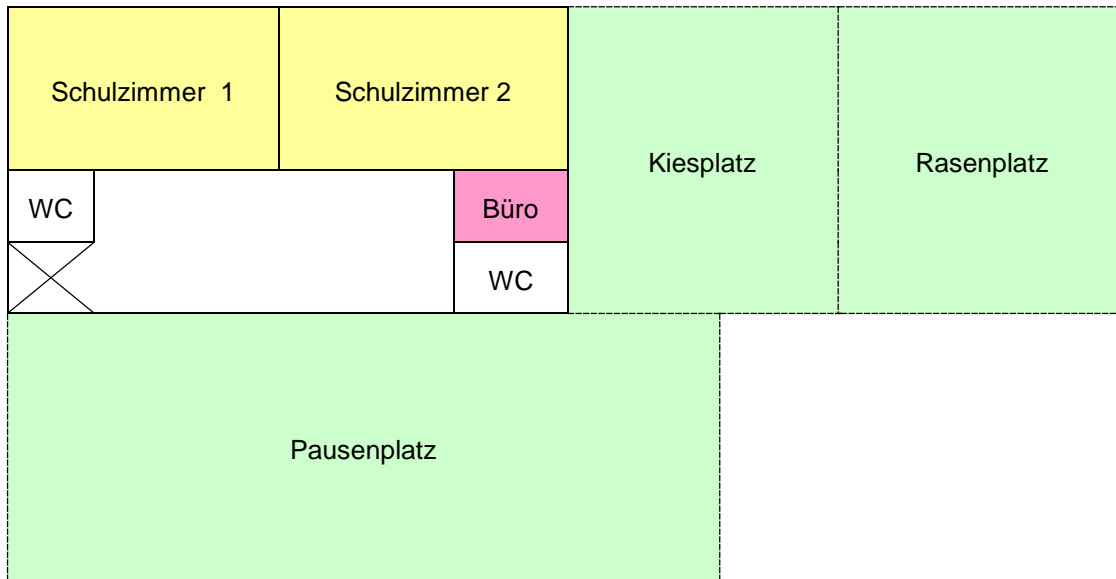 Schulzimmer  1
Schulzimmer 2
Kiesplatz
Rasenplatz
WC
Büro
WC
Pausenplatz